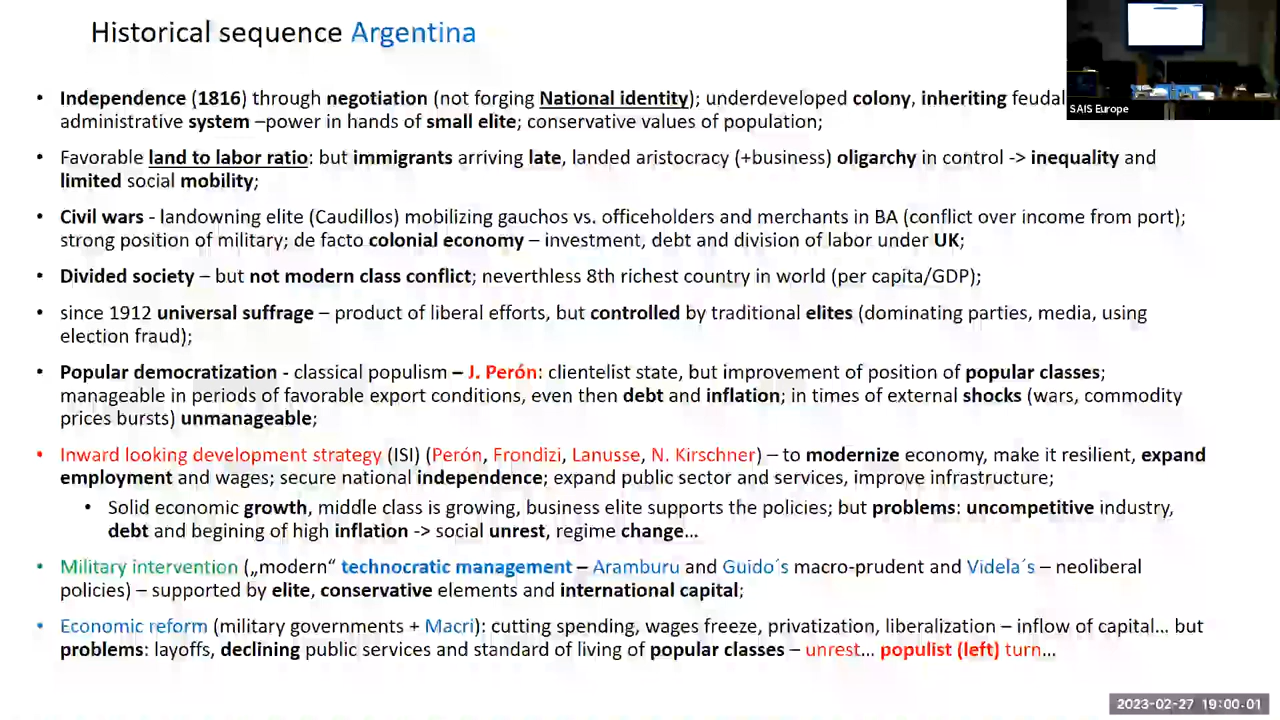 Historical sequence Argentina
SAIS Europe
• Independence (1816) through negotiation (not forging National identity); underdeveloped colony, inheriting feudal
administrative system –power in hands of small elite; conservative values of population;
• Favorable land to labor ratio: but immigrants arriving late, landed aristocracy (+business) oligarchy in control -> inequality and
limited social mobility;
• Civil wars - landowning elite (Caudillos) mobilizing gauchos vs. officeholders and merchants in BA (conflict over income from port);
strong position of military; de facto colonial economy – investment, debt and division of labor under UK;
• Divided society – but not modern class conflict; neverthless 8th richest country in world (per capita/GDP);
• since 1912 universal suffrage – product of liberal efforts, but controlled by traditional elites (dominating parties, media, using
election fraud);
• Popular democratization - classical populism – J. Perón: clientelist state, but improvement of position of popular classes;
manageable in periods of favorable export conditions, even then debt and inflation; in times of external shocks (wars, commodity
prices bursts) unmanageable;
• Inward looking development strategy (ISI) (Perón, Frondizi, Lanusse, N. Kirschner) – to modernize economy, make it resilient, expand
employment and wages; secure national independence; expand public sector and services, improve infrastructure;
• Solid economic growth, middle class is growing, business elite supports the policies; but problems: uncompetitive industry,
debt and begining of high inflation -> social unrest, regime change…
• Military intervention („modern“ technocratic management – Aramburu and Guido´s macro-prudent and Videla´s – neoliberal
policies) – supported by elite, conservative elements and international capital;
• Economic reform (military governments + Macri): cutting spending, wages freeze, privatization, liberalization – inflow of capital… but
problems: layoffs, declining public services and standard of living of popular classes – unrest… populist (left) turn…
2023-02-27 19:00:01